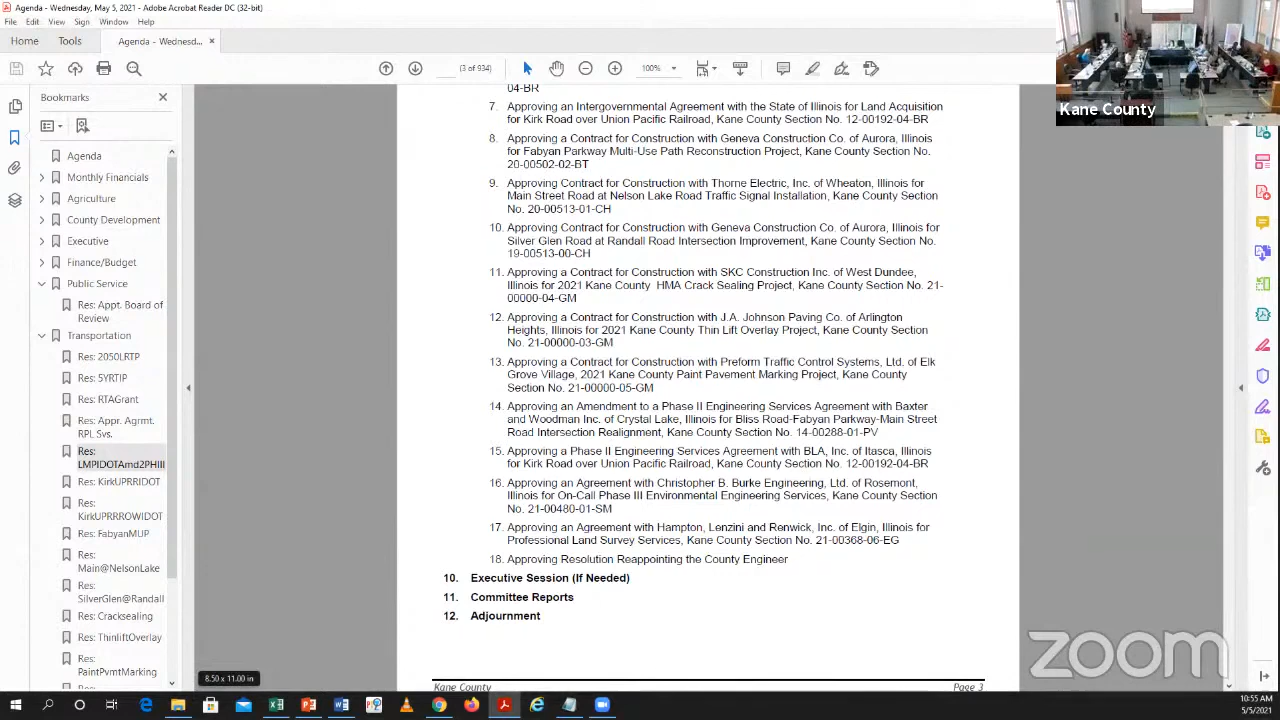 Agenda - Wednesday, May 5, 2021 - Adobe Acrobat Reader DC (32-bit)
File Edit View Sign Window Help
Home Tools Agenda - Wednesd... ×
(3 of 934) 100%
Kane County
Bookmarks
Agenda
Monthly Financials
Agriculture
County Development
Executive
Finance/Budget
Public Service
Res: Appt. Board of
Review
Transportation
Res: 2050LRTP
Res: 5YRTIP
Res: RTAGrant
Res: Appr. Agrmt.
RPL Sys.
Res:
LMPIDOTAmd2PHIII
Res: KirkUPRRIDOT
Res:
KirkUPRRROWIDOT
Res: FabyanMUP
Res:
Main@NelsonLake
Res:
SilverGlen@Randall
Res: Cracksealing
Res: ThinliftOverlay
Res:
PaintPvmtMarking
04-BR
7. Approving an Intergovernmental Agreement with the State of Illinois for Land Acquisition
for Kirk Road over Union Pacific Railroad, Kane County Section No. 12-00192-04-BR
8. Approving a Contract for Construction with Geneva Construction Co. of Aurora, Illinois
for Fabyan Parkway Multi-Use Path Reconstruction Project, Kane County Section No.
20-00502-02-BT
9. Approving Contract for Construction with Thorne Electric, Inc. of Wheaton, Illinois for
Main Street Road at Nelson Lake Road Traffic Signal Installation, Kane County Section
No. 20-00513-01-CH
10. Approving Contract for Construction with Geneva Construction Co. of Aurora, Illinois for
Silver Glen Road at Randall Road Intersection Improvement, Kane County Section No.
19-00513-00-CH
11. Approving a Contract for Construction with SKC Construction Inc. of West Dundee,
Illinois for 2021 Kane County HMA Crack Sealing Project, Kane County Section No. 21-
00000-04-GM
12. Approving a Contract for Construction with J.A. Johnson Paving Co. of Arlington
Heights, Illinois for 2021 Kane County Thin Lift Overlay Project, Kane County Section
No. 21-00000-03-GM
13. Approving a Contract for Construction with Preform Traffic Control Systems, Ltd. of Elk
Grove Village, 2021 Kane County Paint Pavement Marking Project, Kane County
Section No. 21-00000-05-GM
14. Approving an Amendment to a Phase II Engineering Services Agreement with Baxter
and Woodman Inc. of Crystal Lake, Illinois for Bliss Road-Fabyan Parkway-Main Street
Road Intersection Realignment, Kane County Section No. 14-00288-01-PV
15. Approving a Phase II Engineering Services Agreement with BLA, Inc. of Itasca, Illinois
for Kirk Road over Union Pacific Railroad, Kane County Section No. 12-00192-04-BR
16. Approving an Agreement with Christopher B. Burke Engineering, Ltd. of Rosemont,
Illinois for On-Call Phase III Environmental Engineering Services, Kane County Section
No. 21-00480-01-SM
17. Approving an Agreement with Hampton, Lenzini and Renwick, Inc. of Elgin, Illinois for
Professional Land Survey Services, Kane County Section No. 21-00368-06-EG
18. Approving Resolution Reappointing the County Engineer
10. Executive Session (If Needed)
11. Committee Reports
12. Adjournment
Kane County Page 3
8.50 x 11.00 in
zoom
10:55 AM
5/5/2021